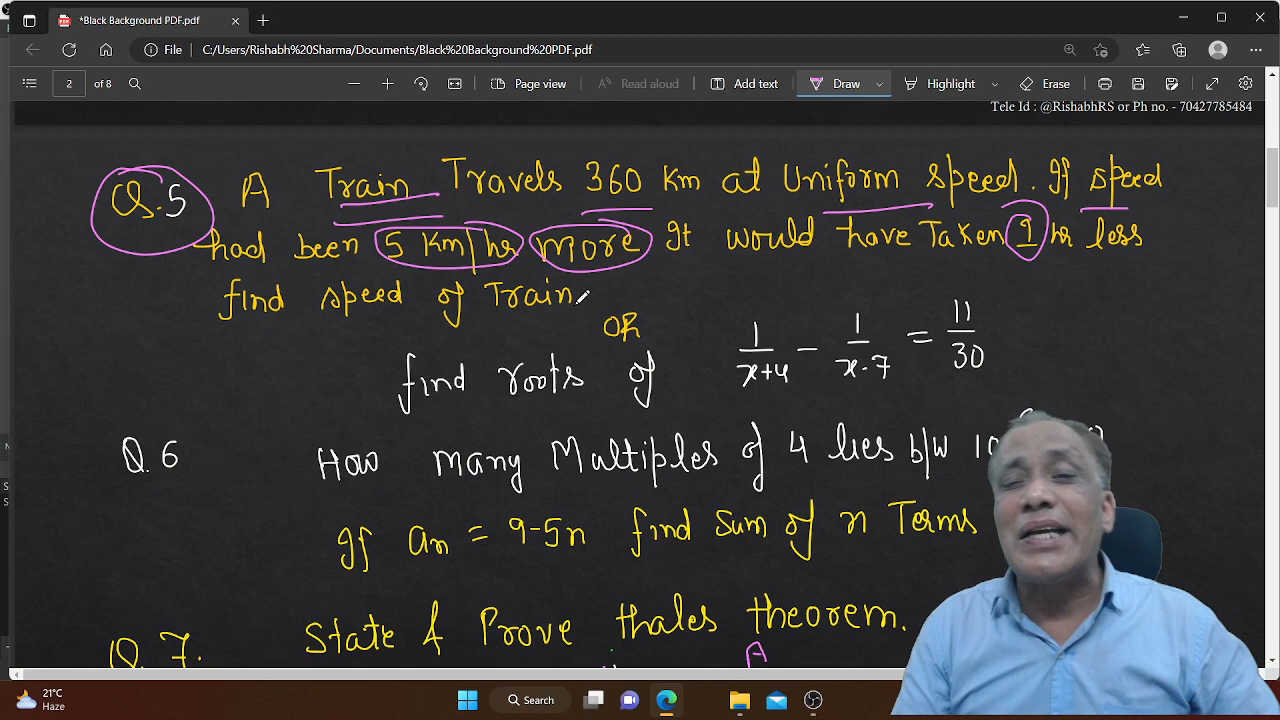 *Black Background PDF.pdf
File C:/Users/Rishabh%20Sharma/Documents/Black%20Background%20PDF.pdf
2 of 8 Page view Read aloud Add text Draw Highlight Erase
Tele Id : @RishabhRS or Ph no. - 70427785484
Q.5 A Train Travels 360 Km at Uniform speed. If speed
had been 5 Km/hr more It would have Taken 1 hr less
find speed of Train
OR
find roots of 1/x+4 - 1/x-7 = 11/30
Q.6 How many Multiples of 4 lies b/w 10
If an = 9-5n find Sum of n Terms
Q.7. State & Prove thales theorem.
A
21°C
Haze
Search